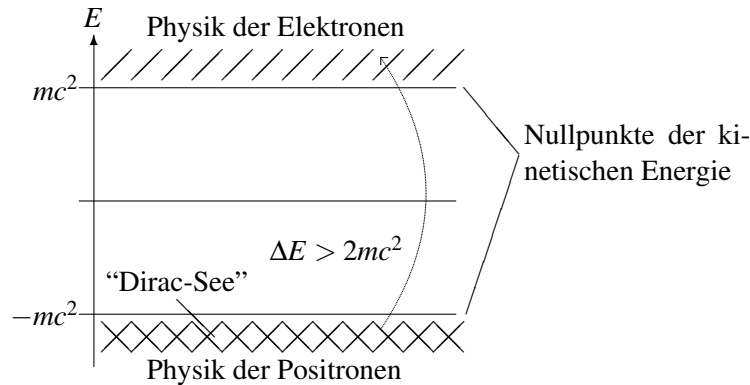 E
Physik der Elektronen
mc²
Nullpunkte der ki-
netischen Energie
ΔE > 2mc²
“Dirac-See”
−mc²
Physik der Positronen